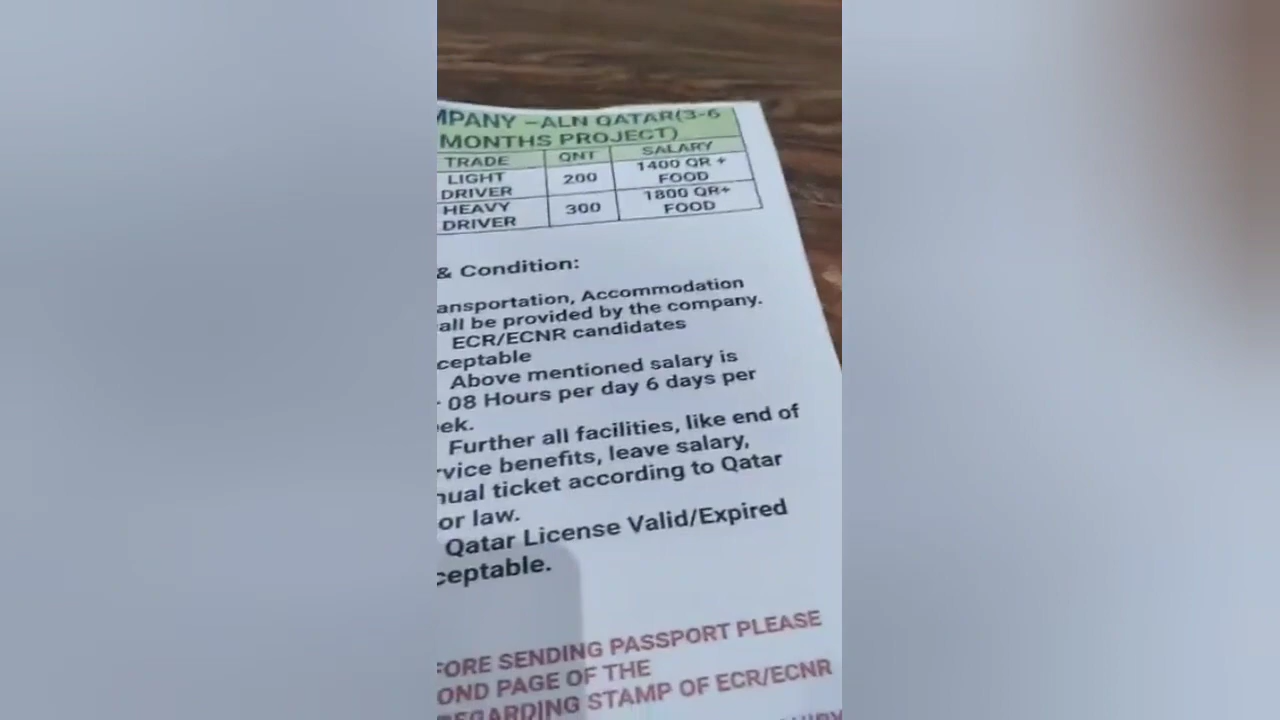 MPANY –ALN QATAR(3-6
MONTHS PROJECT)
TRADE QNT SALARY
LIGHT DRIVER 200 1400 QR + FOOD
HEAVY DRIVER 300 1800 QR+ FOOD
& Condition:
ansportation, Accommodation
all be provided by the company.
ECR/ECNR candidates
ceptable
Above mentioned salary is
- 08 Hours per day 6 days per
ek.
Further all facilities, like end of
rvice benefits, leave salary,
nual ticket according to Qatar
or law.
Qatar License Valid/Expired
ceptable.
FORE SENDING PASSPORT PLEASE
OND PAGE OF THE
REGARDING STAMP OF ECR/ECNR